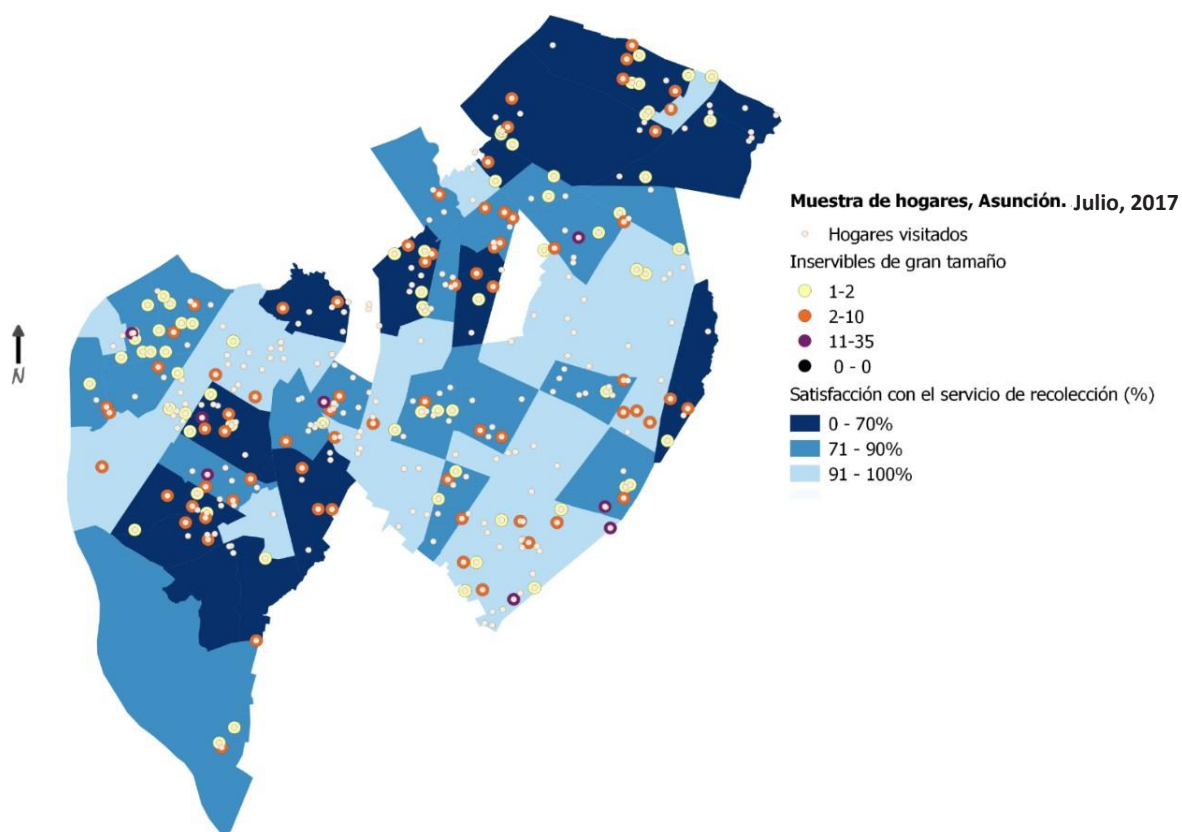 Muestra de hogares, Asunción. Julio, 2017
Hogares visitados
Inservibles de gran tamaño
1-2
2-10
11-35
0 - 0
Satisfacción con el servicio de recolección (%)
0 - 70%
71 - 90%
91 - 100%
N